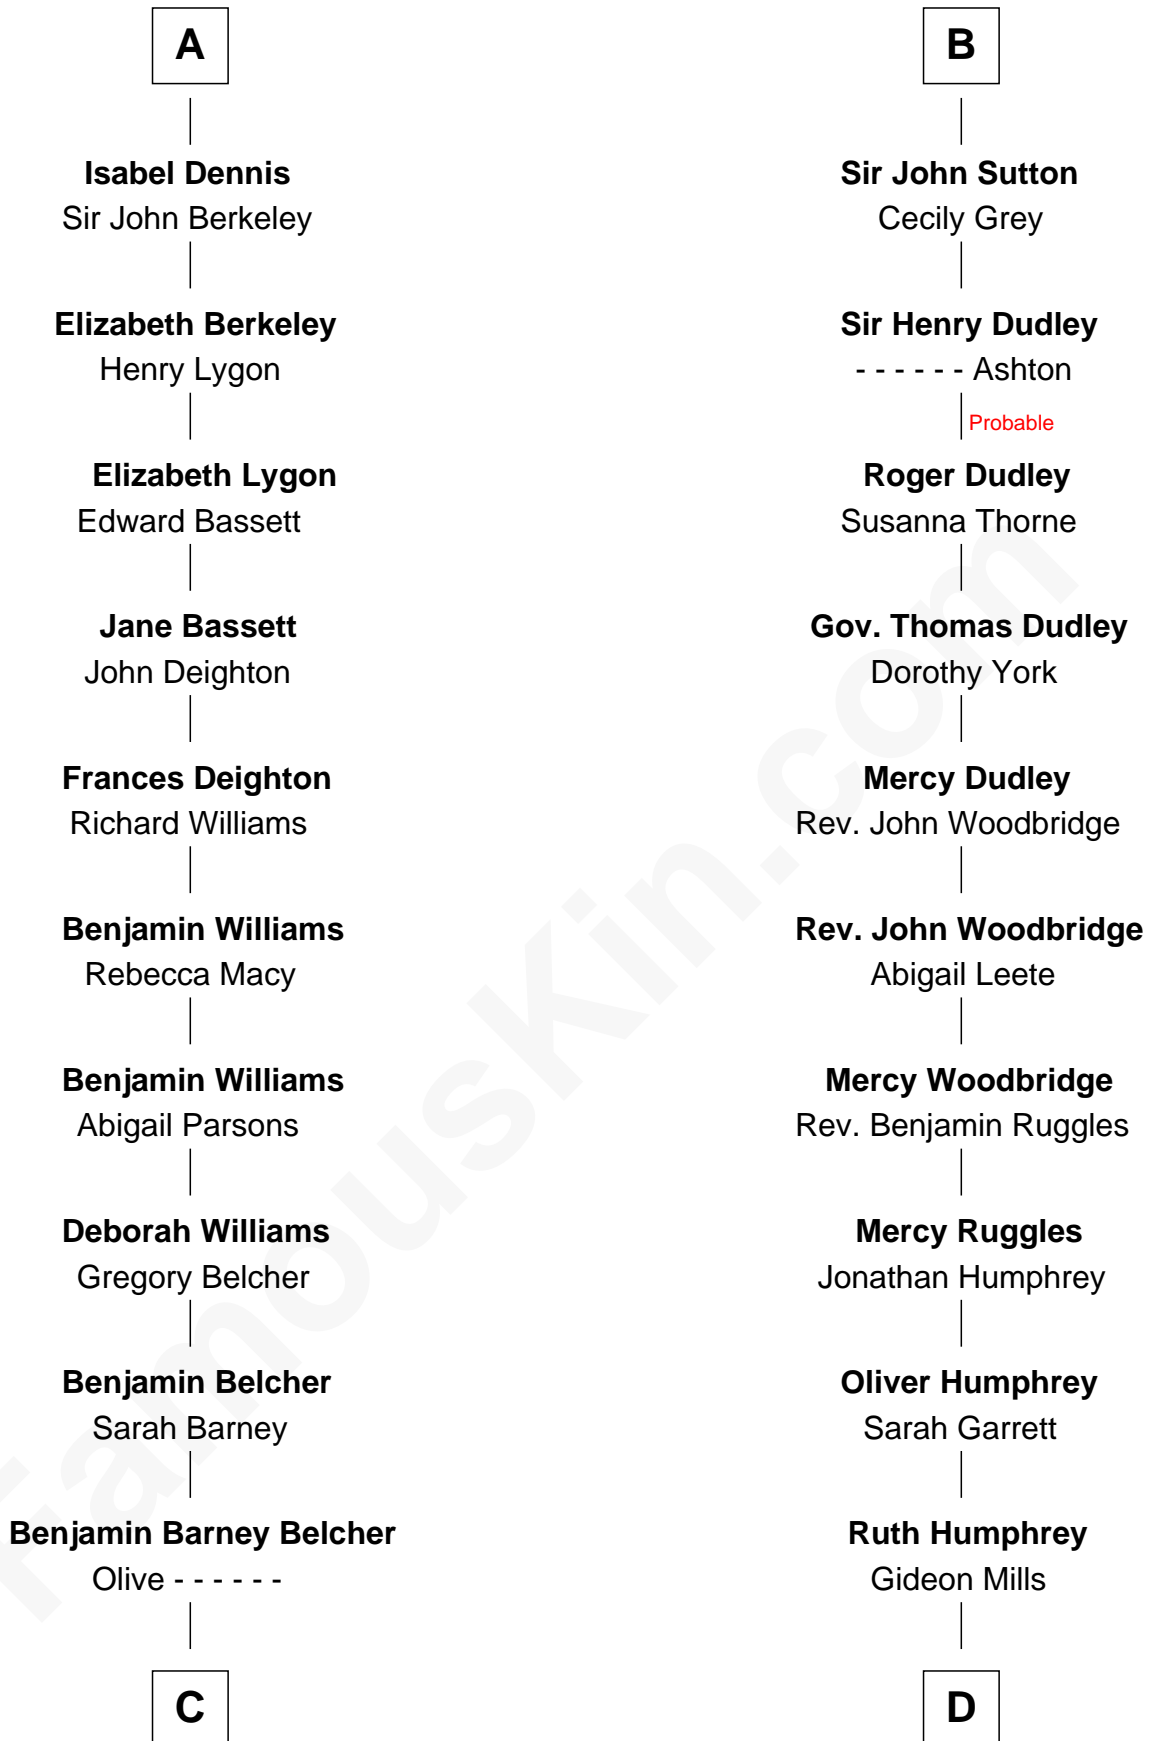 A
Isabel Dennis
Sir John Berkeley
Elizabeth Berkeley
Henry Lygon
Elizabeth Lygon
Edward Bassett
Jane Bassett
John Deighton
Frances Deighton
Richard Williams
Benjamin Williams
Rebecca Macy
Benjamin Williams
Abigail Parsons
Deborah Williams
Gregory Belcher
Benjamin Belcher
Sarah Barney
Benjamin Barney Belcher
Olive - - - - - -
C
B
Sir John Sutton
Cecily Grey
Sir Henry Dudley
- - - - - - Ashton
Probable
Roger Dudley
Susanna Thorne
Gov. Thomas Dudley
Dorothy York
Mercy Dudley
Rev. John Woodbridge
Rev. John Woodbridge
Abigail Leete
Mercy Woodbridge
Rev. Benjamin Ruggles
Mercy Ruggles
Jonathan Humphrey
Oliver Humphrey
Sarah Garrett
Ruth Humphrey
Gideon Mills
D
FamousKin.com